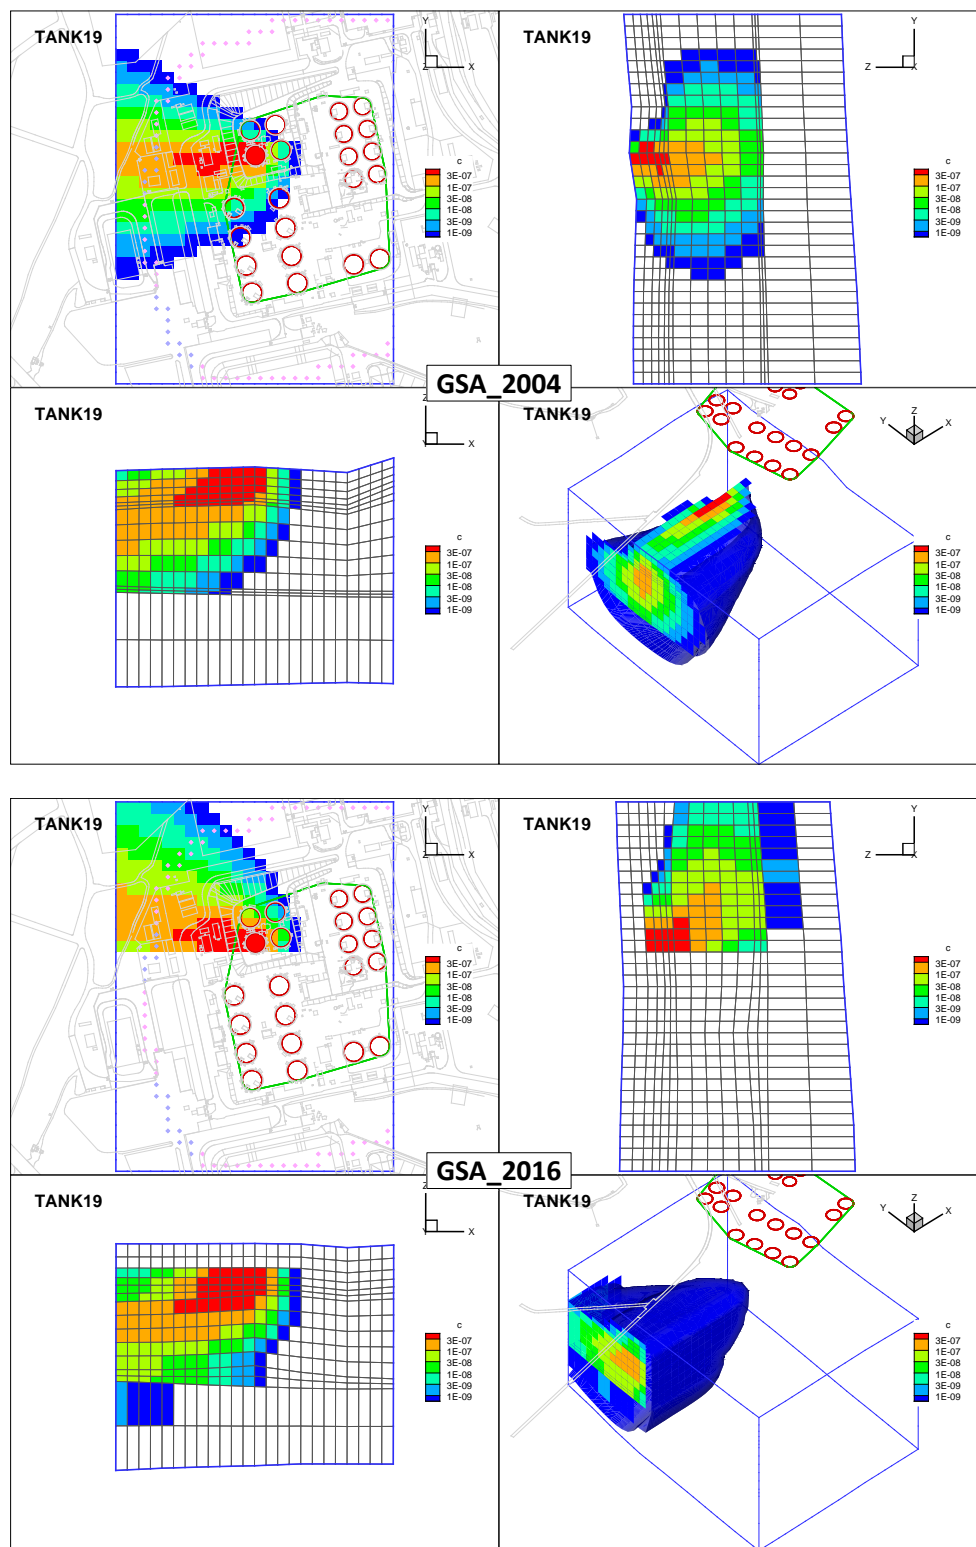 TANK19
Y
Z
X
c
3E-07
1E-07
3E-08
1E-08
3E-09
1E-09
TANK19
Y
Z
X
c
3E-07
1E-07
3E-08
1E-08
3E-09
1E-09
GSA_2004
TANK19
Z
Y
X
c
3E-07
1E-07
3E-08
1E-08
3E-09
1E-09
TANK19
Z
Y
X
c
3E-07
1E-07
3E-08
1E-08
3E-09
1E-09
TANK19
Y
Z
X
c
3E-07
1E-07
3E-08
1E-08
3E-09
1E-09
TANK19
Y
Z
X
c
3E-07
1E-07
3E-08
1E-08
3E-09
1E-09
GSA_2016
TANK19
Z
Y
X
c
3E-07
1E-07
3E-08
1E-08
3E-09
1E-09
TANK19
Z
Y
X
c
3E-07
1E-07
3E-08
1E-08
3E-09
1E-09